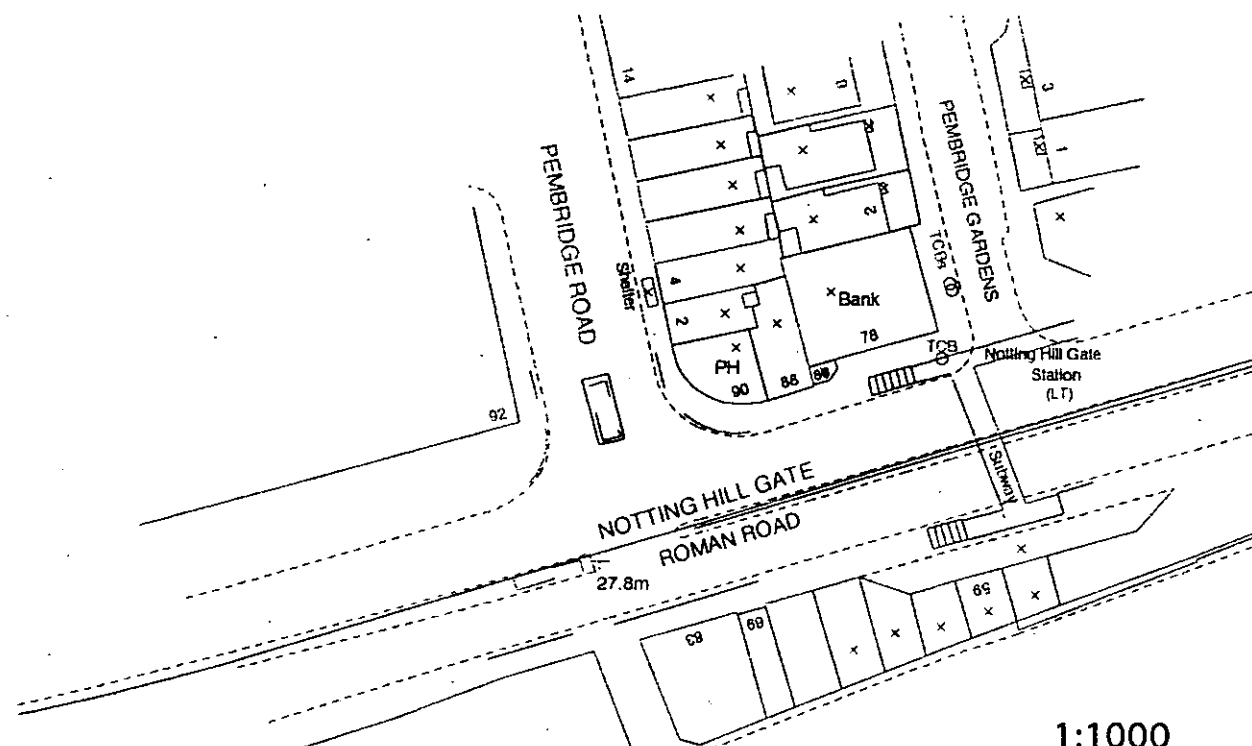 14
PEMBRIDGE ROAD
PEMBRIDGE GARDENS
3
1
2
TCBs
Shelter
4
2
Bank
78
PH
90
88
TCB
Notting Hill Gate
Station
(LT)
92
Subway
NOTTING HILL GATE
ROMAN ROAD
27.8m
59
69
63
1:1000